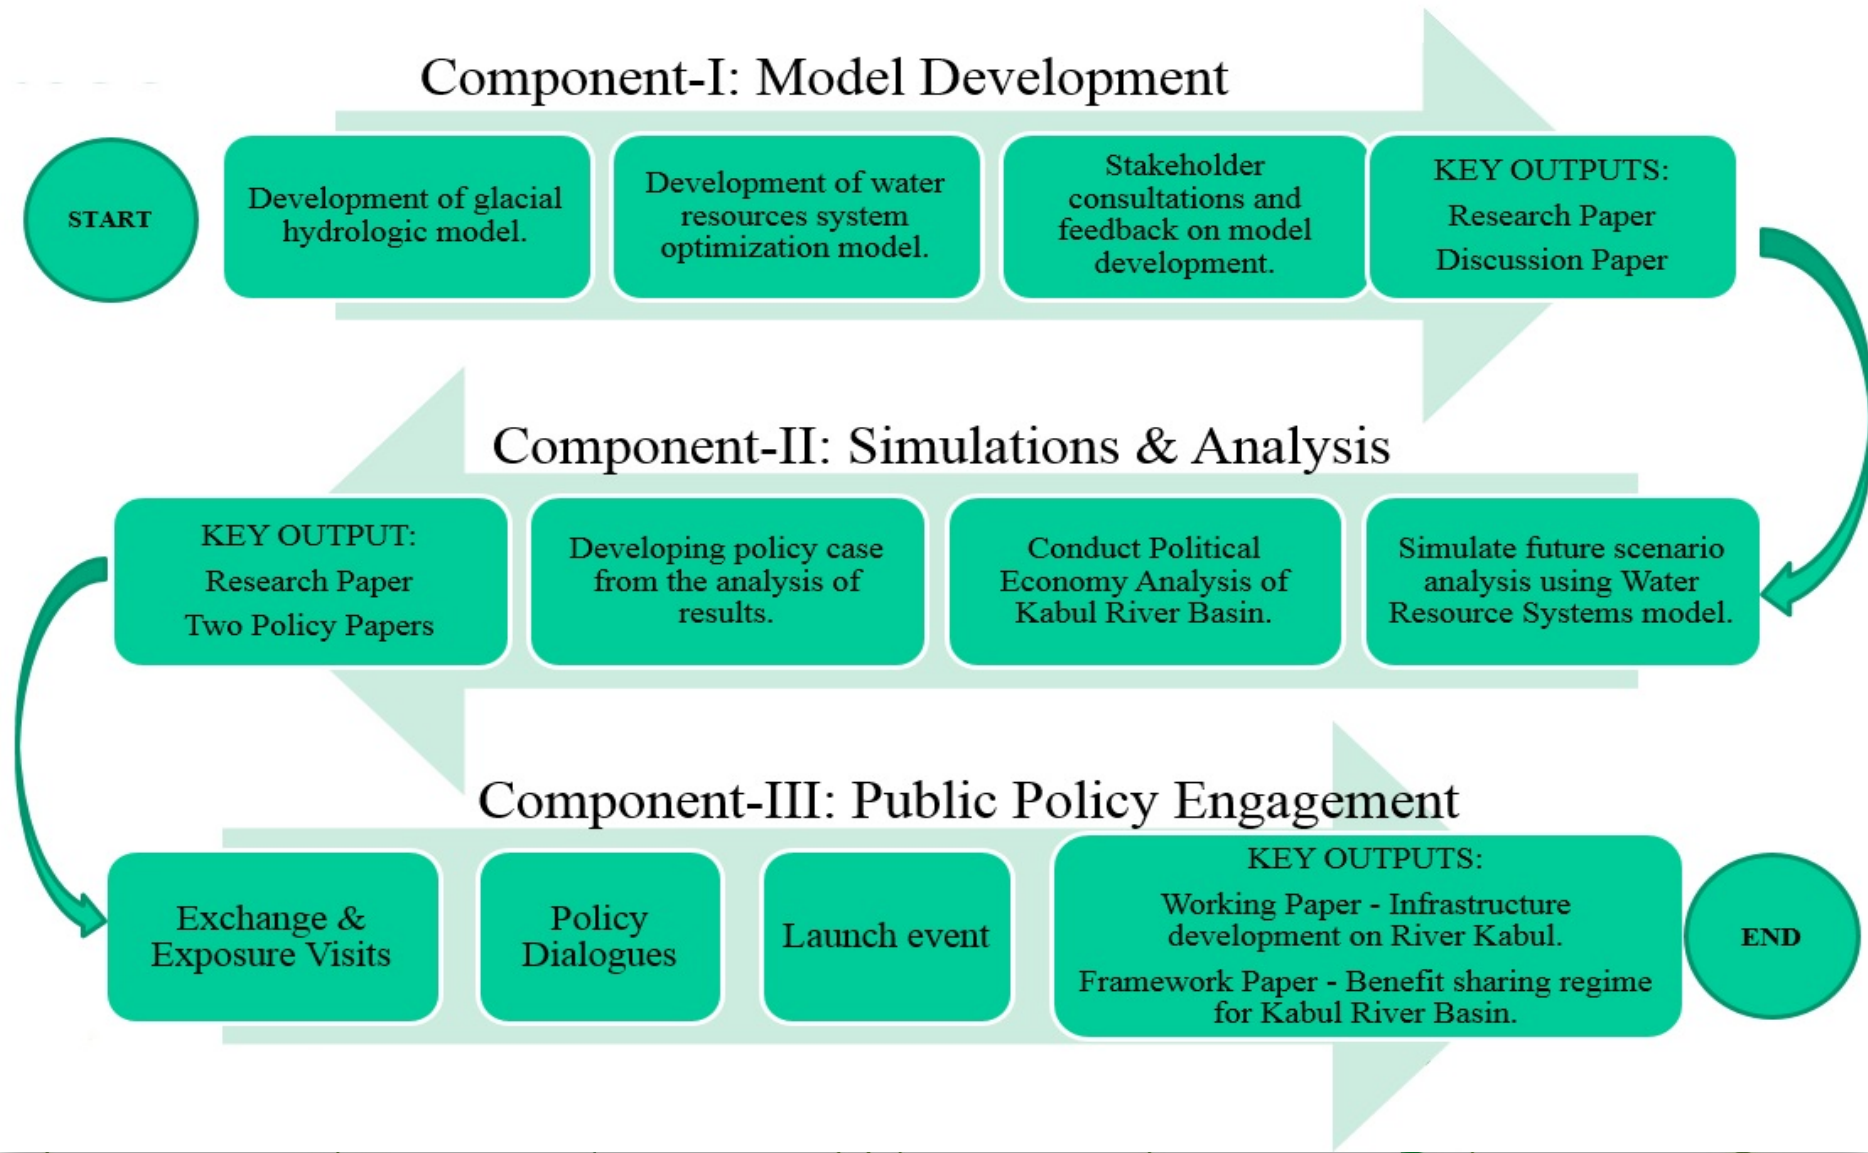 Component-I: Model Development
START
Development of glacial
hydrologic model.
Development of water
resources system
optimization model.
Stakeholder
consultations and
feedback on model
development.
KEY OUTPUTS:
Research Paper
Discussion Paper
Component-II: Simulations & Analysis
Simulate future scenario
analysis using Water
Resource Systems model.
Conduct Political
Economy Analysis of
Kabul River Basin.
Developing policy case
from the analysis of
results.
KEY OUTPUT:
Research Paper
Two Policy Papers
Component-III: Public Policy Engagement
Exchange &
Exposure Visits
Policy
Dialogues
Launch event
KEY OUTPUTS:
Working Paper - Infrastructure
development on River Kabul.
Framework Paper - Benefit sharing regime
for Kabul River Basin.
END